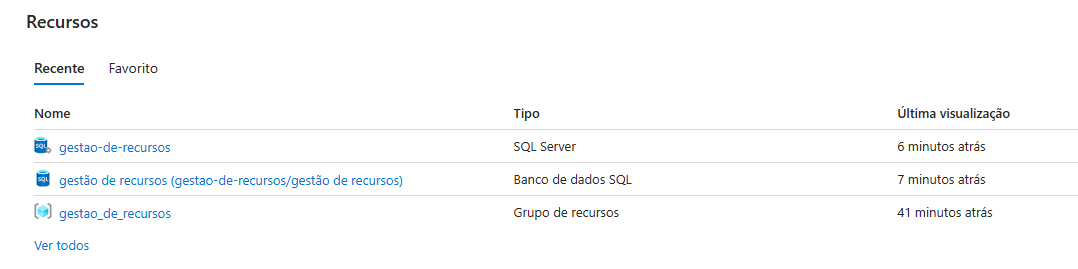 Recursos
Recente Favorito
Nome Tipo Última visualização
SQL gestao-de-recursos SQL Server 6 minutos atrás
SQL gestão de recursos (gestao-de-recursos/gestão de recursos) Banco de dados SQL 7 minutos atrás
gestao_de_recursos Grupo de recursos 41 minutos atrás
Ver todos